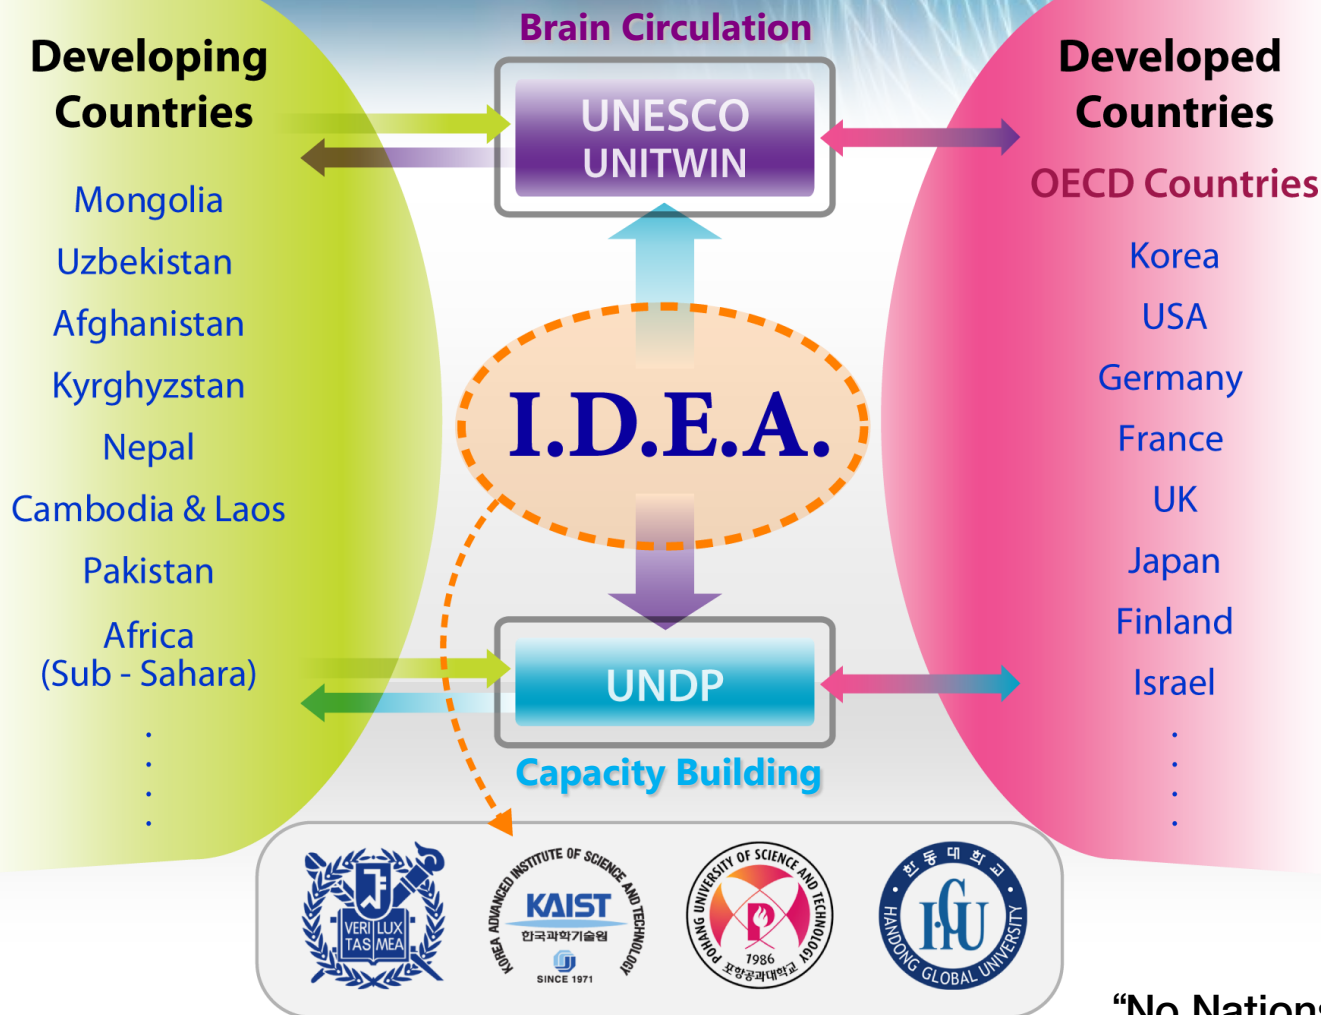 Brain Circulation
Developing
Countries
Mongolia
Uzbekistan
Afghanistan
Kyrghyzstan
Nepal
Cambodia & Laos
Pakistan
Africa
(Sub - Sahara)
.
.
.
.
UNESCO
UNITWIN
I.D.E.A.
UNDP
Capacity Building
Developed
Countries
OECD Countries
Korea
USA
Germany
France
UK
Japan
Finland
Israel
.
.
.
.
VERI LUX
TAS MEA
KOREA ADVANCED INSTITUTE OF SCIENCE AND TECHNOLOGY
KAIST
한국과학기술원
SINCE 1971
POHANG UNIVERSITY OF SCIENCE AND TECHNOLOGY
P
1986
포항공과대학교
한동대학교
HGU
HANDONG GLOBAL UNIVERSITY
“No Nations